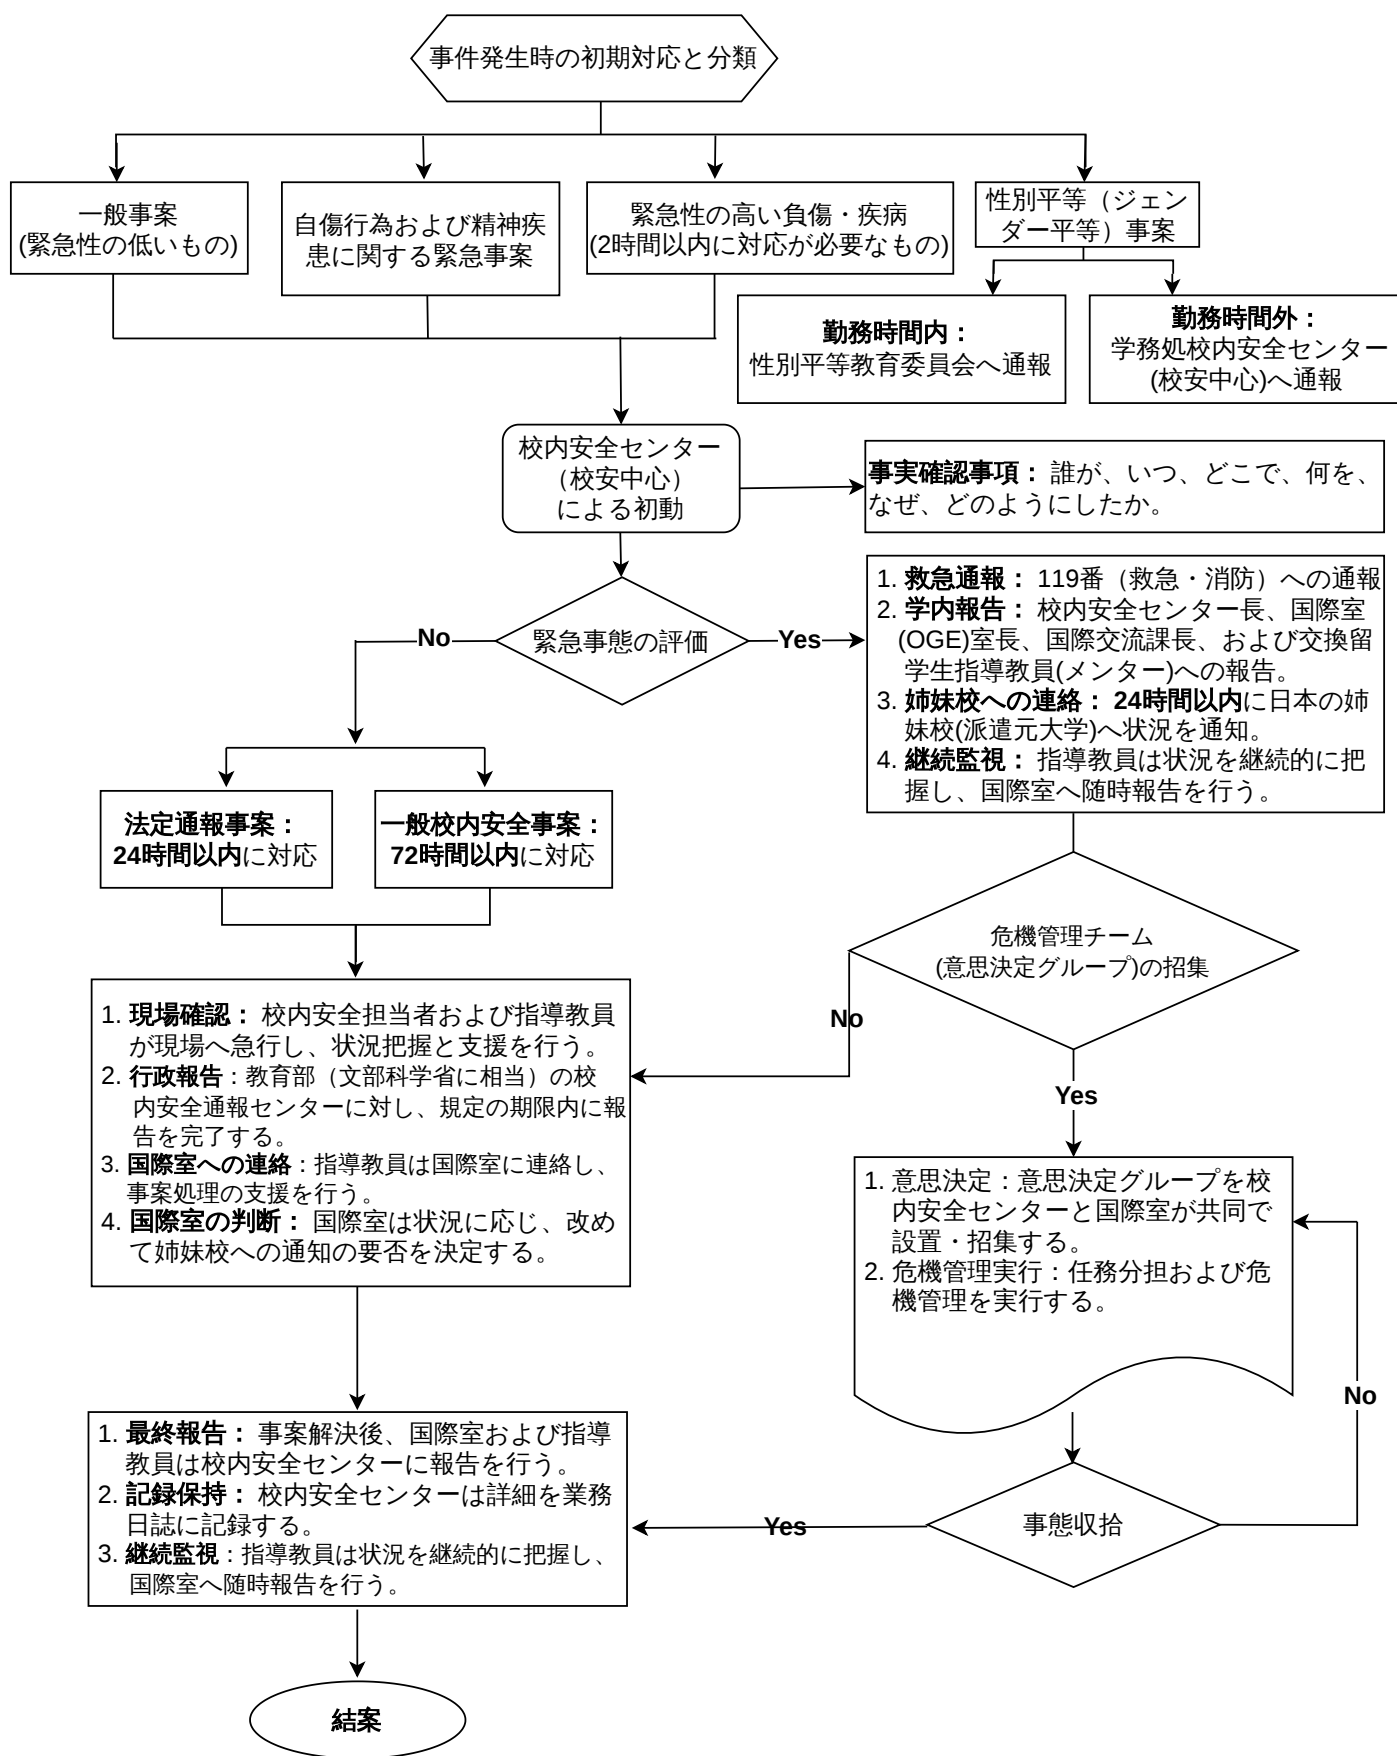 事件発生時の初期対応と分類
一般事案
(緊急性の低いもの)
自傷行為および精神疾
患に関する緊急事案
緊急性の高い負傷・疾病
(2時間以内に対応が必要なもの)
性別平等（ジェン
ダー平等）事案
勤務時間内：
性別平等教育委員会へ通報
勤務時間外：
学務処校内安全センター
(校安中心)へ通報
校内安全センター
（校安中心）
による初動
事実確認事項： 誰が、いつ、どこで、何を、
なぜ、どのようにしたか。
緊急事態の評価
No
Yes
1. 救急通報： 119番（救急・消防）への通報
2. 学内報告： 校内安全センター長、国際室
(OGE)室長、国際交流課長、および交換留
学生指導教員(メンター)への報告。
3. 姉妹校への連絡： 24時間以内に日本の姉
妹校(派遣元大学)へ状況を通知。
4. 継続監視： 指導教員は状況を継続的に把
握し、国際室へ随時報告を行う。
法定通報事案：
24時間以内に対応
一般校内安全事案：
72時間以内に対応
危機管理チーム
(意思決定グループ)の招集
No
Yes
1. 現場確認： 校内安全担当者および指導教員
が現場へ急行し、状況把握と支援を行う。
2. 行政報告：教育部（文部科学省に相当）の校
内安全通報センターに対し、規定の期限内に報
告を完了する。
3. 国際室への連絡：指導教員は国際室に連絡し、
事案処理の支援を行う。
4. 国際室の判断： 国際室は状況に応じ、改め
て姉妹校への通知の要否を決定する。
1. 意思決定：意思決定グループを校
内安全センターと国際室が共同で
設置・招集する。
2. 危機管理実行：任務分担および危
機管理を実行する。
No
1. 最終報告： 事案解決後、国際室および指導
教員は校内安全センターに報告を行う。
2. 記録保持： 校内安全センターは詳細を業務
日誌に記録する。
3. 継続監視：指導教員は状況を継続的に把握し、
国際室へ随時報告を行う。
Yes
事態収拾
結案